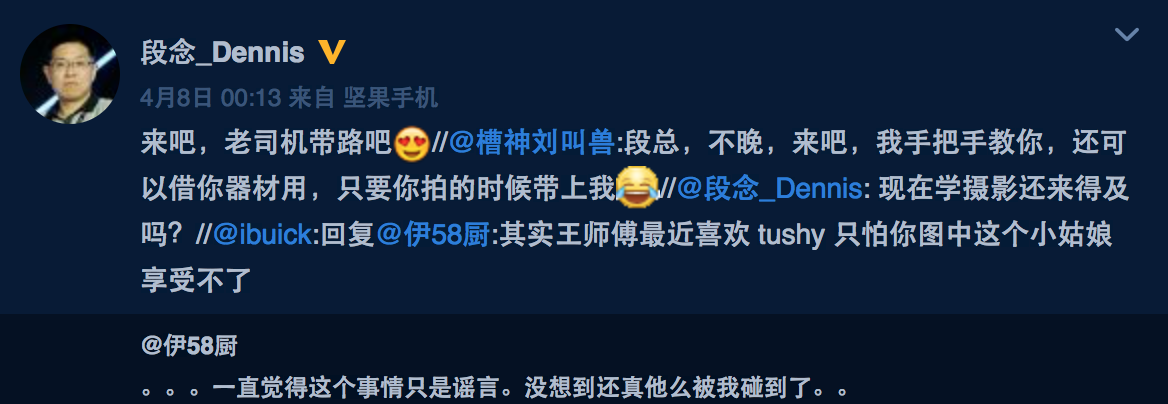 段念_Dennis
4月8日 00:13 来自 坚果手机
来吧，老司机带路吧😍//@槽神刘叫兽:段总，不晚，来吧，我手把手教你，还可
以借你器材用，只要你拍的时候带上我😂//@段念_Dennis: 现在学摄影还来得及
吗？//@ibuick:回复@伊58厨:其实王师傅最近喜欢 tushy 只怕你图中这个小姑娘
享受不了
@伊58厨
。。。一直觉得这个事情只是谣言。没想到还真他么被我碰到了。。